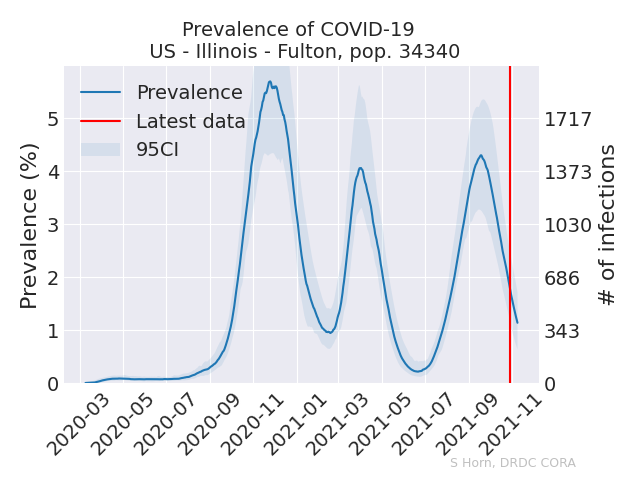 Prevalence of COVID-19
US - Illinois - Fulton, pop. 34340
Prevalence
Latest data
95CI
Prevalence (%)
5
4
3
2
1
0
1717
1373
1030
686
343
0
# of infections
2020-03
2020-05
2020-07
2020-09
2020-11
2021-01
2021-03
2021-05
2021-07
2021-09
2021-11
S Horn, DRDC CORA